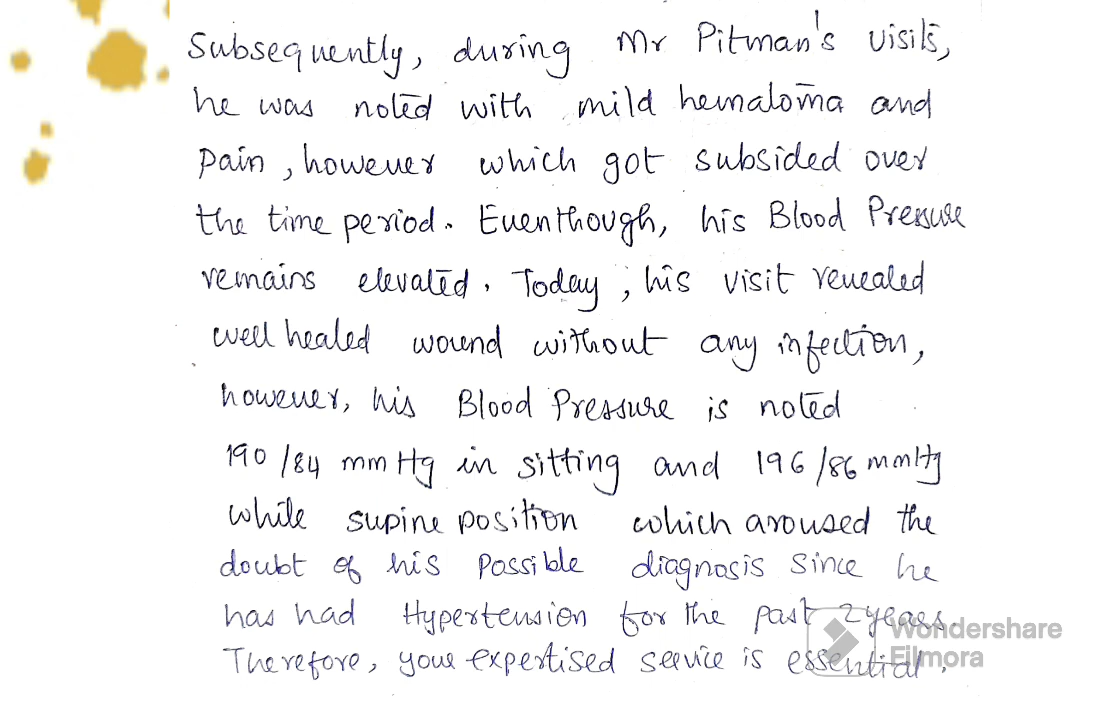 Subsequently, during Mr Pitman's visits,
he was noted with mild hematoma and
pain, however which got subsided over
the time period. Eventhough, his Blood Pressure
remains elevated. Today, his visit revealed
well healed wound without any infection,
however, his Blood Pressure is noted
190/84 mmHg in sitting and 196/86 mmHg
while supine position which aroused the
doubt of his possible diagnosis since he
has had Hypertension for the past 2 years.
Therefore, your expertised service is essential.
Wondershare
Filmora